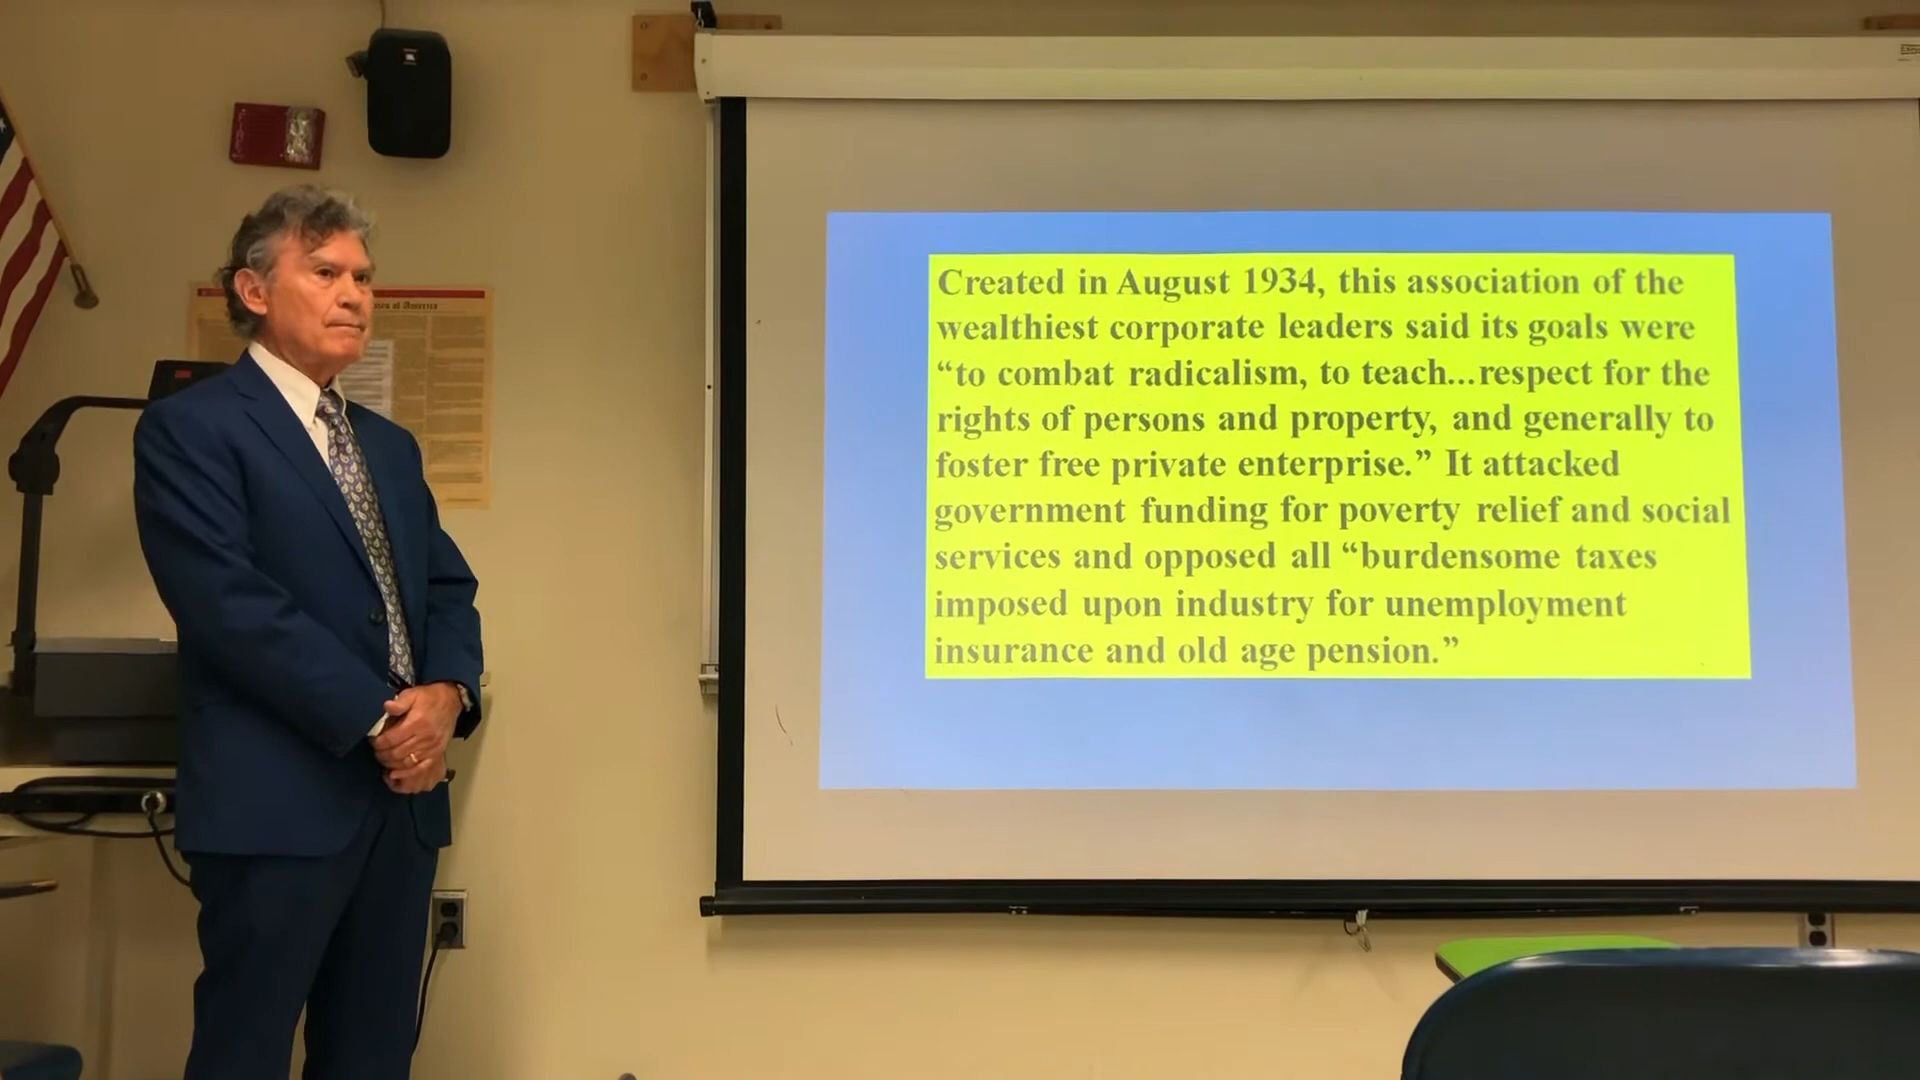 tes of America
Created in August 1934, this association of the
wealthiest corporate leaders said its goals were
“to combat radicalism, to teach...respect for the
rights of persons and property, and generally to
foster free private enterprise.” It attacked
government funding for poverty relief and social
services and opposed all “burdensome taxes
imposed upon industry for unemployment
insurance and old age pension.”